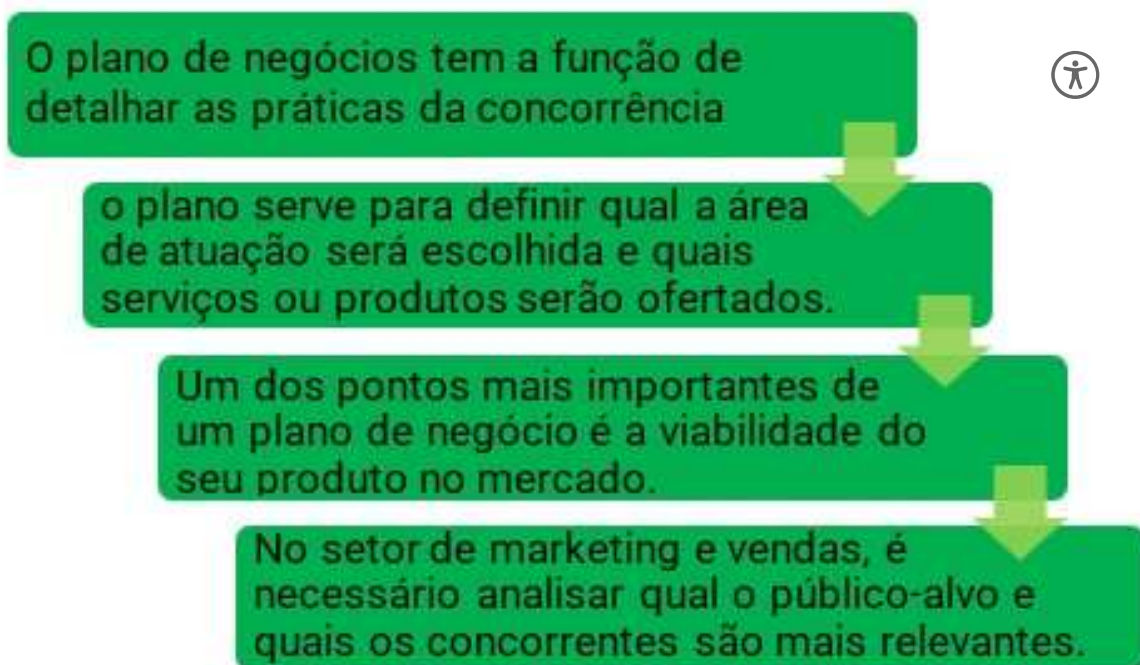 O plano de negócios tem a função de
detalhar as práticas da concorrência
o plano serve para definir qual a área
de atuação será escolhida e quais
serviços ou produtos serão ofertados.
Um dos pontos mais importantes de
um plano de negócio é a viabilidade do
seu produto no mercado.
No setor de marketing e vendas, é
necessário analisar qual o público-alvo e
quais os concorrentes são mais relevantes.